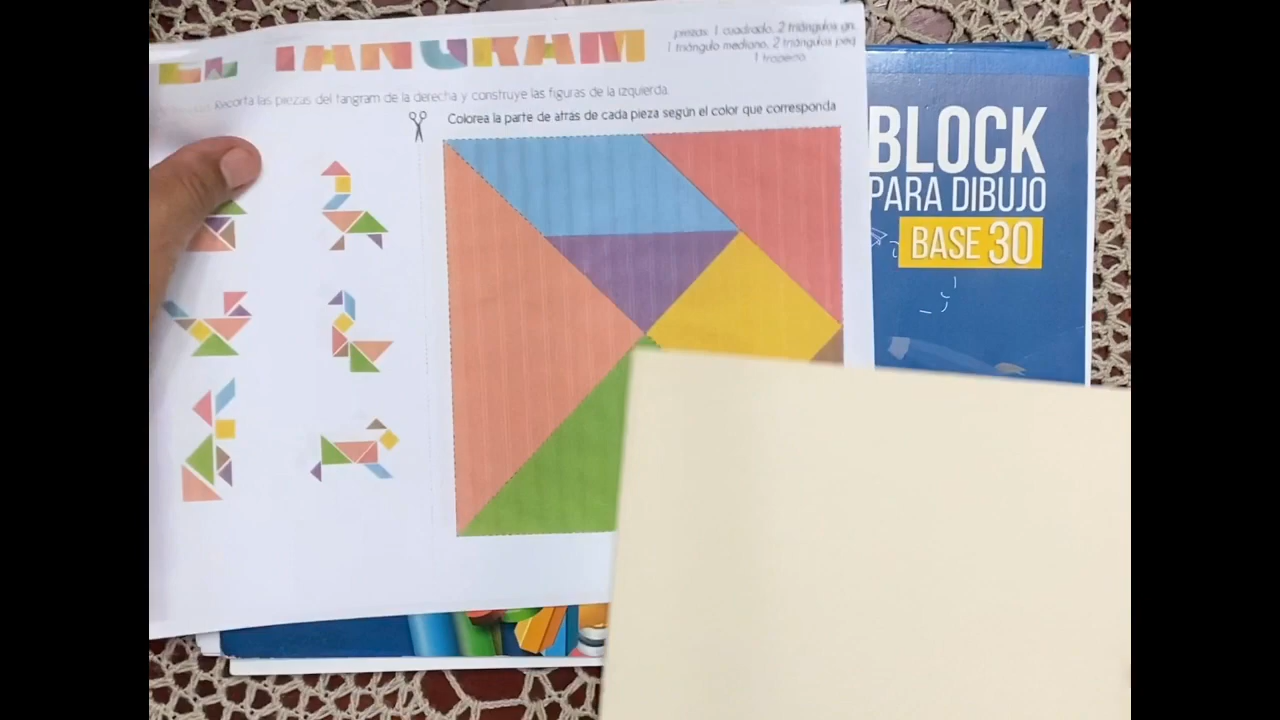 EL TANGRAM
piezas: 1 cuadrado, 2 triángulos gr
1 triángulo mediano, 2 triángulos peq
1 trapecio
Recorta las piezas del tangram de la derecha y construye las figuras de la izquierda.
Colorea la parte de atrás de cada pieza según el color que corresponda
BLOCK
PARA DIBUJO
BASE 30